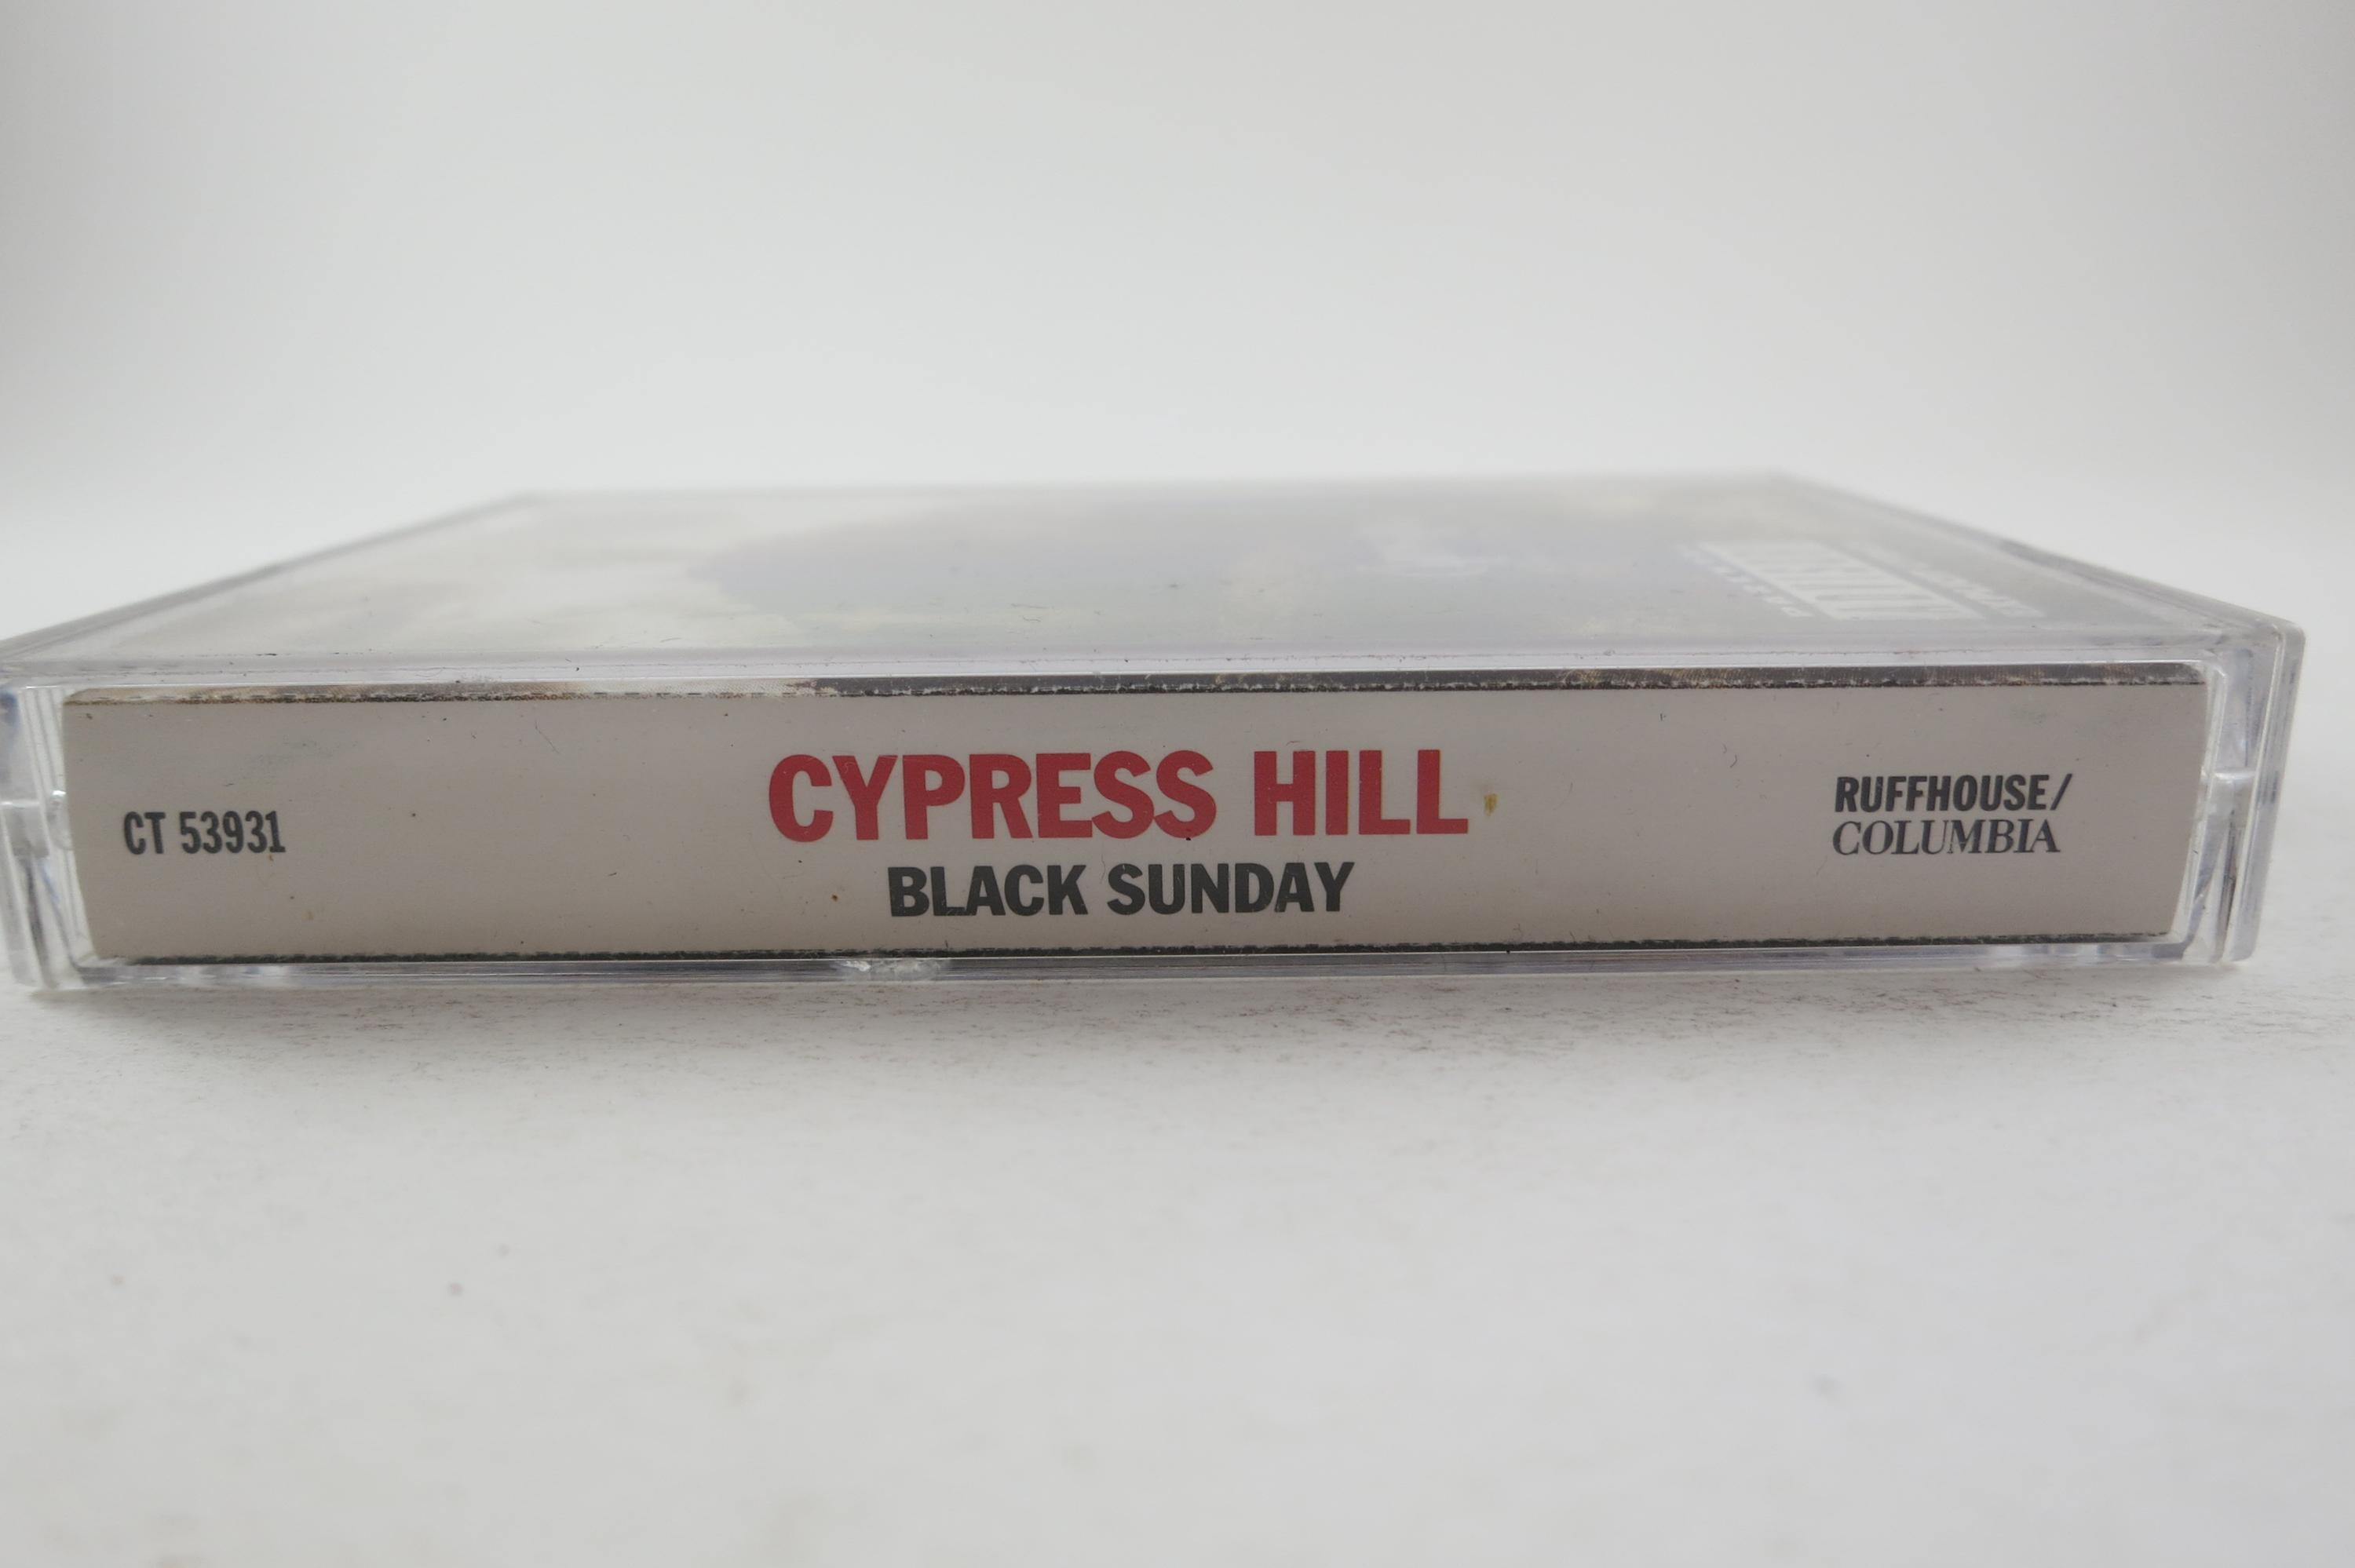 CT 53931
CYPRESS HILL
BLACK SUNDAY
RUFFHOUSE/
COLUMBIA